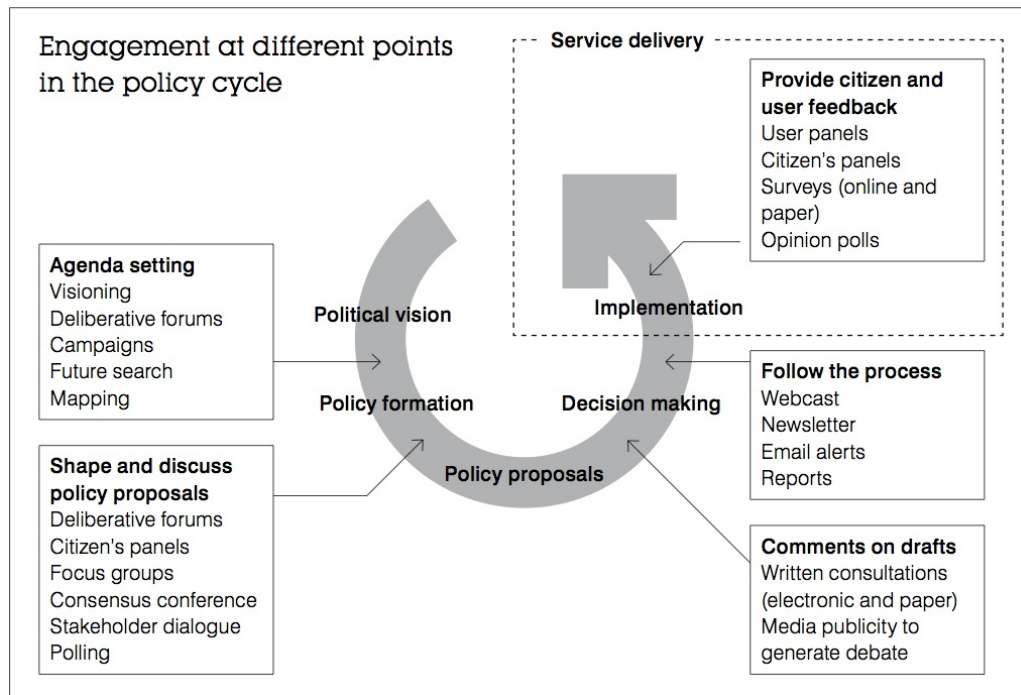 Engagement at different points
in the policy cycle
Service delivery
Provide citizen and
user feedback
User panels
Citizen's panels
Surveys (online and
paper)
Opinion polls
Agenda setting
Visioning
Deliberative forums
Campaigns
Future search
Mapping
Political vision
Implementation
Policy formation
Decision making
Policy proposals
Follow the process
Webcast
Newsletter
Email alerts
Reports
Shape and discuss
policy proposals
Deliberative forums
Citizen's panels
Focus groups
Consensus conference
Stakeholder dialogue
Polling
Comments on drafts
Written consultations
(electronic and paper)
Media publicity to
generate debate